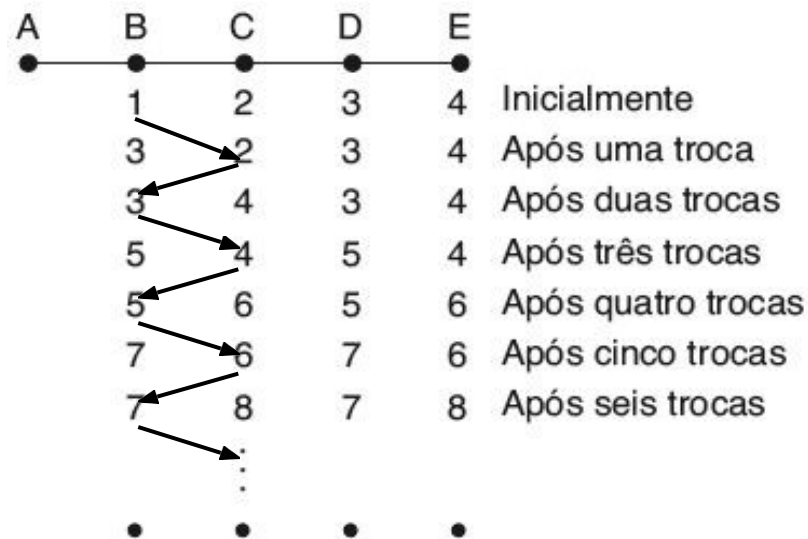 A B C D E
1 2 3 4 Inicialmente
3 2 3 4 Após uma troca
3 4 3 4 Após duas trocas
5 4 5 4 Após três trocas
5 6 5 6 Após quatro trocas
7 6 7 6 Após cinco trocas
7 8 7 8 Após seis trocas